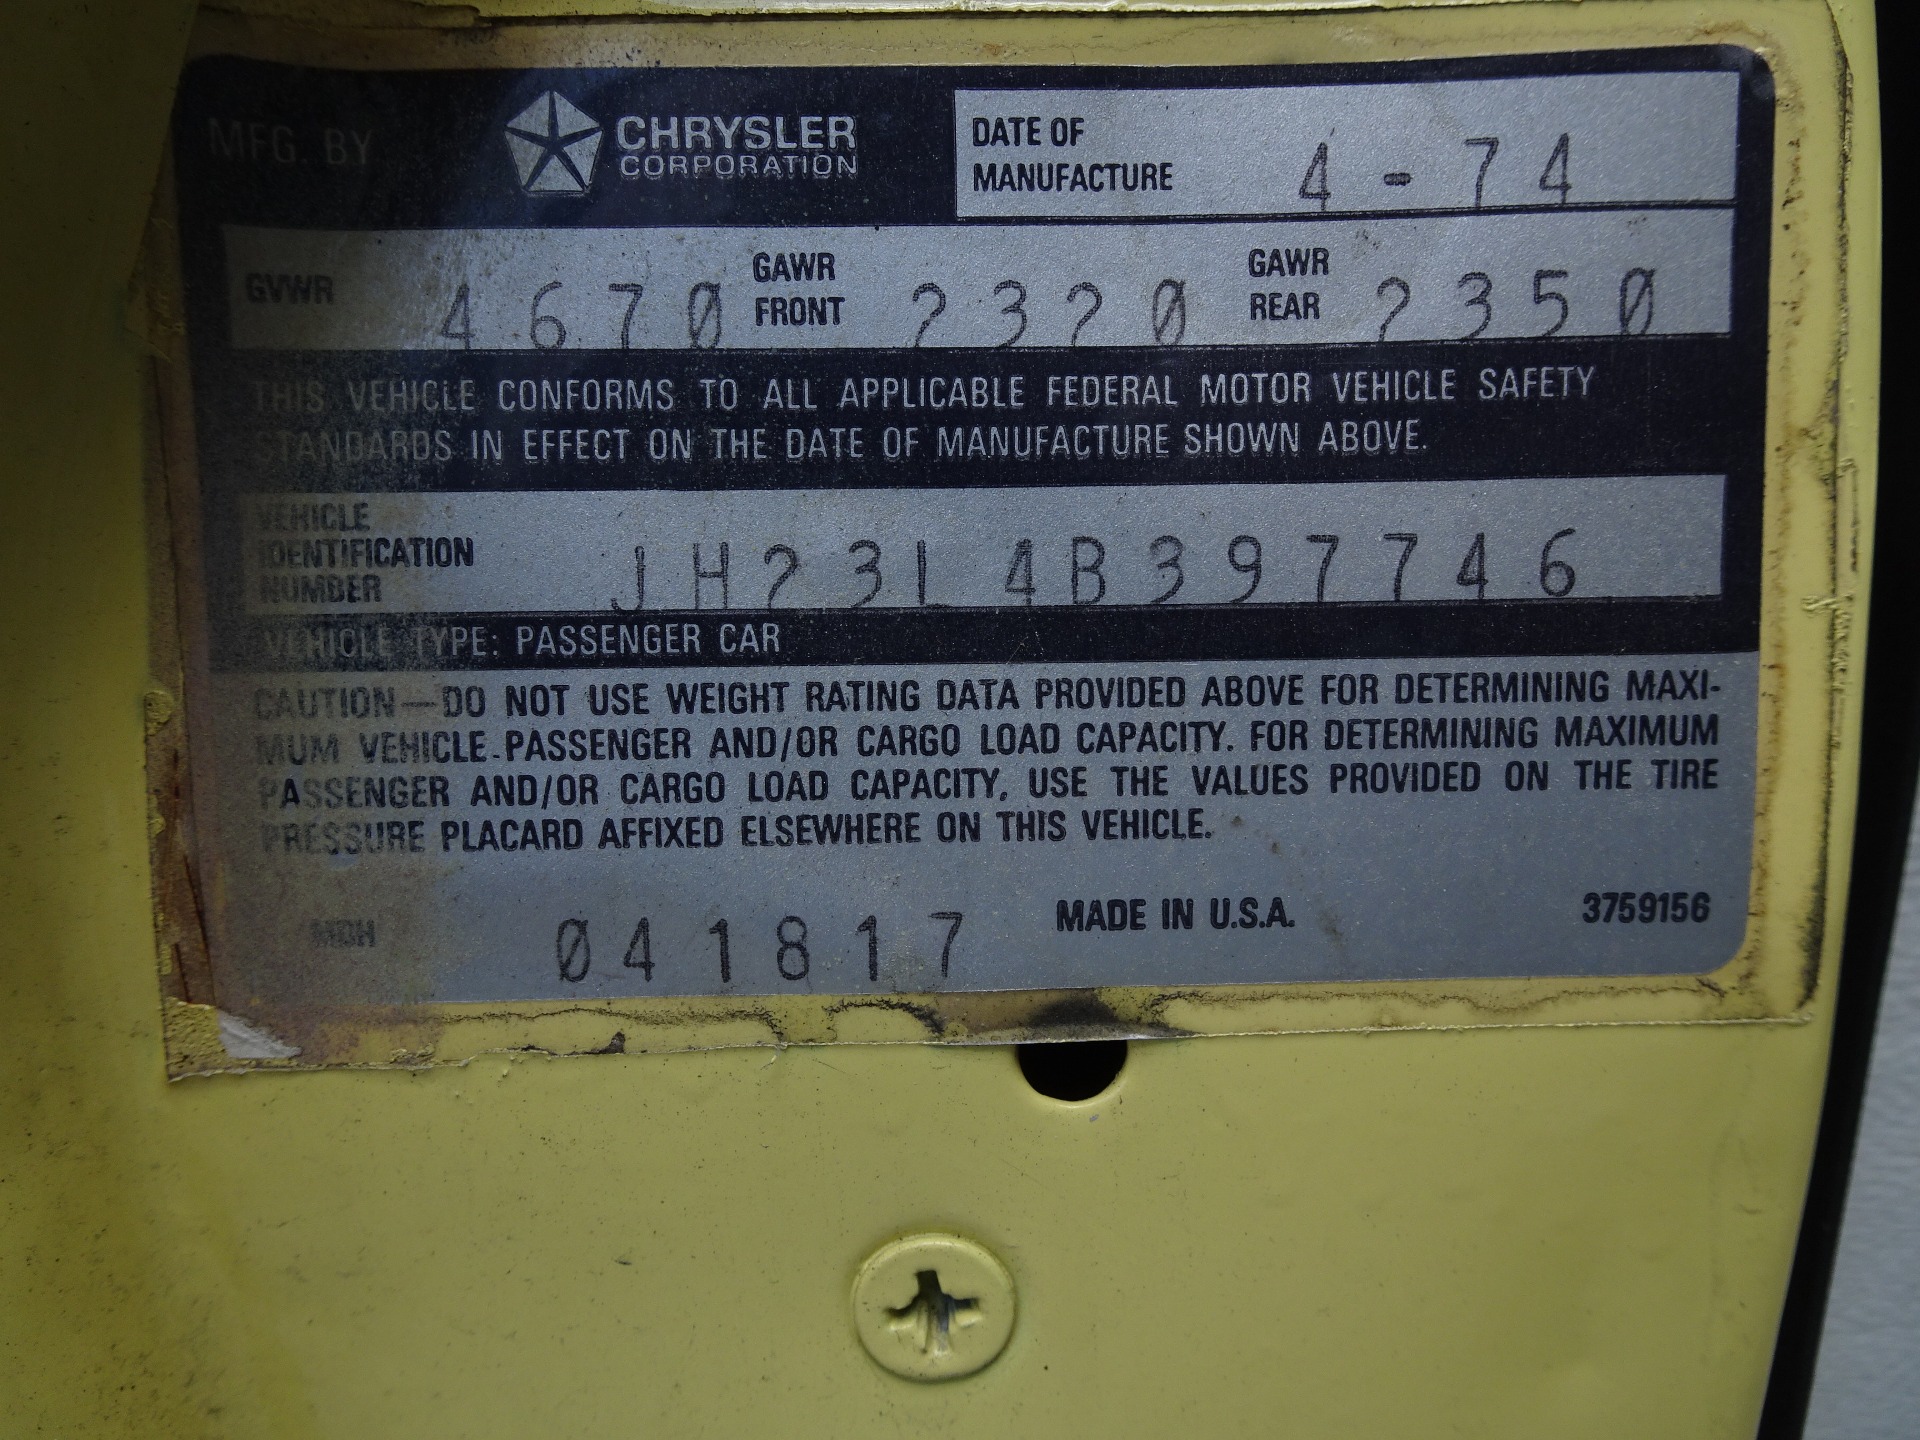 MFG. BY CHRYSLER CORPORATION
DATE OF MANUFACTURE 4-74
GVWR 4670 GAWR FRONT 2320 GAWR REAR 2350
THIS VEHICLE CONFORMS TO ALL APPLICABLE FEDERAL MOTOR VEHICLE SAFETY
STANDARDS IN EFFECT ON THE DATE OF MANUFACTURE SHOWN ABOVE.
VEHICLE IDENTIFICATION NUMBER JH23L4B397746
VEHICLE TYPE: PASSENGER CAR
CAUTION—DO NOT USE WEIGHT RATING DATA PROVIDED ABOVE FOR DETERMINING MAXI-
MUM VEHICLE PASSENGER AND/OR CARGO LOAD CAPACITY. FOR DETERMINING MAXIMUM
PASSENGER AND/OR CARGO LOAD CAPACITY, USE THE VALUES PROVIDED ON THE TIRE
PRESSURE PLACARD AFFIXED ELSEWHERE ON THIS VEHICLE.
MDH 041817 MADE IN U.S.A. 3759156